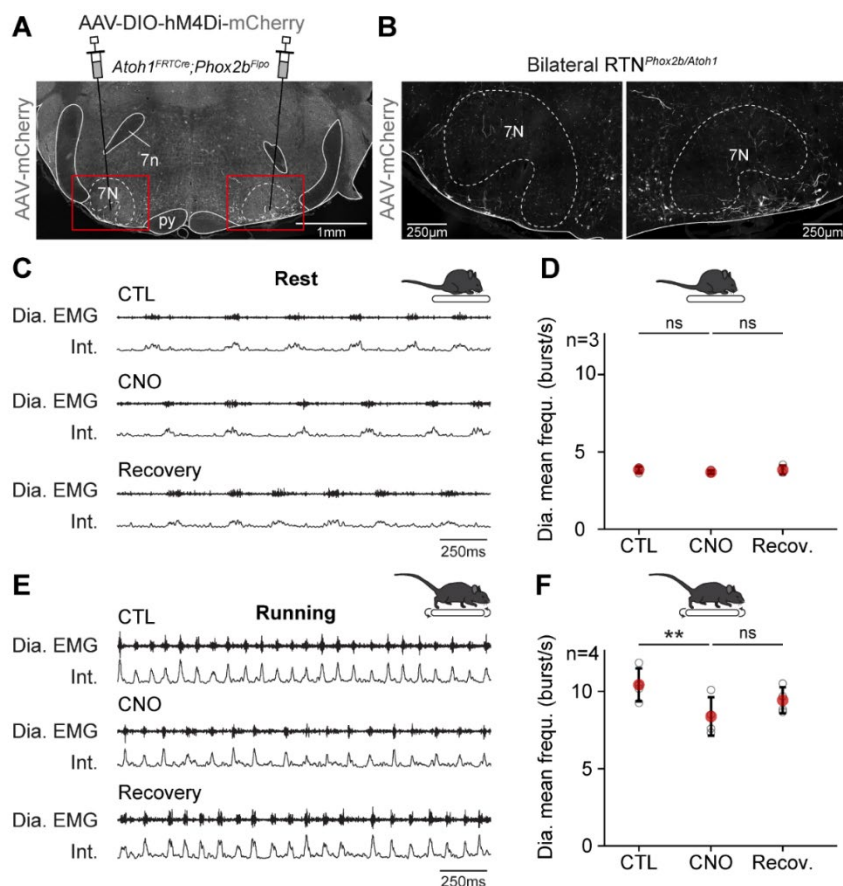 A
AAV-DIO-hM4Di-mCherry
Atoh1FRTCre;Phox2bFlpo
AAV-mCherry
7n
7N
py
1mm
B
Bilateral RTNPhox2b/Atoh1
AAV-mCherry
7N
250µm
7N
250µm
C
Rest
CTL
Dia. EMG
Int.
CNO
Dia. EMG
Int.
Recovery
Dia. EMG
Int.
250ms
D
n=3
ns
ns
Dia. mean frequ. (burst/s)
10
5
0
CTL
CNO
Recov.
E
Running
CTL
Dia. EMG
Int.
CNO
Dia. EMG
Int.
Recovery
Dia. EMG
Int.
250ms
F
n=4
**
ns
Dia. mean frequ. (burst/s)
10
5
0
CTL
CNO
Recov.